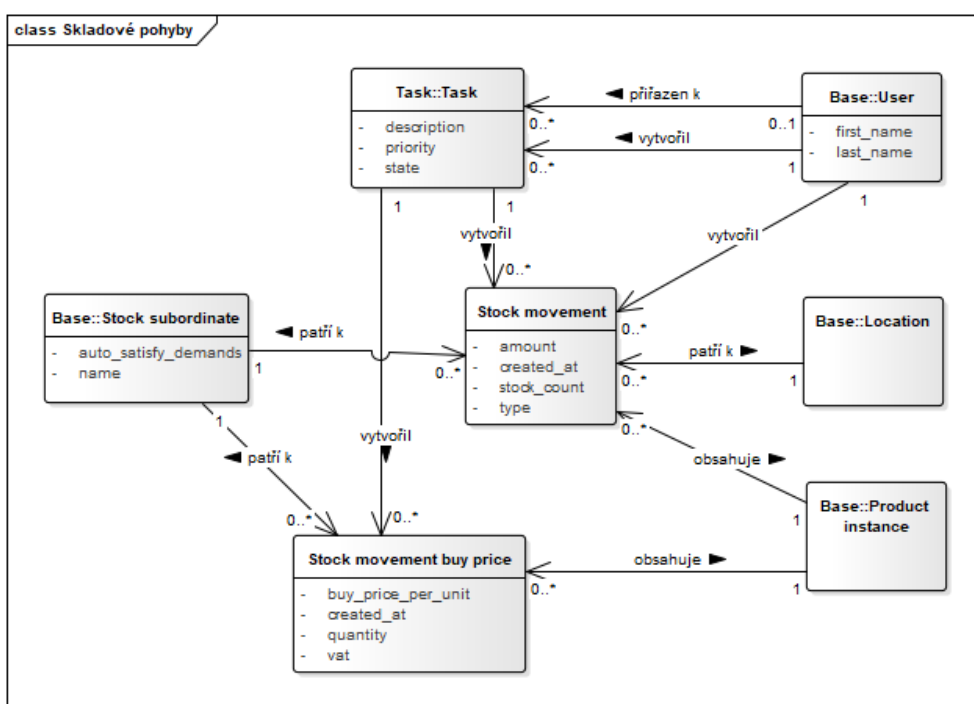 class Skladové pohyby
Task::Task
- description
- priority
- state
◄ přiřazen k
0..*
0..1
◄ vytvořil
0..*
1
Base::User
- first_name
- last_name
1
1
1
vytvořil
0..*
vytvořil
0..*
Base::Stock subordinate
- auto_satisfy_demands
- name
◄ patří k
1
0..*
Stock movement
- amount
- created_at
- stock_count
- type
Base::Location
patří k ►
0..*
1
0..*
obsahuje ►
1
Base::Product
instance
1
◄ patří k
0..*
vytvořil
0..*
Stock movement buy price
- buy_price_per_unit
- created_at
- quantity
- vat
obsahuje ►
0..*
1